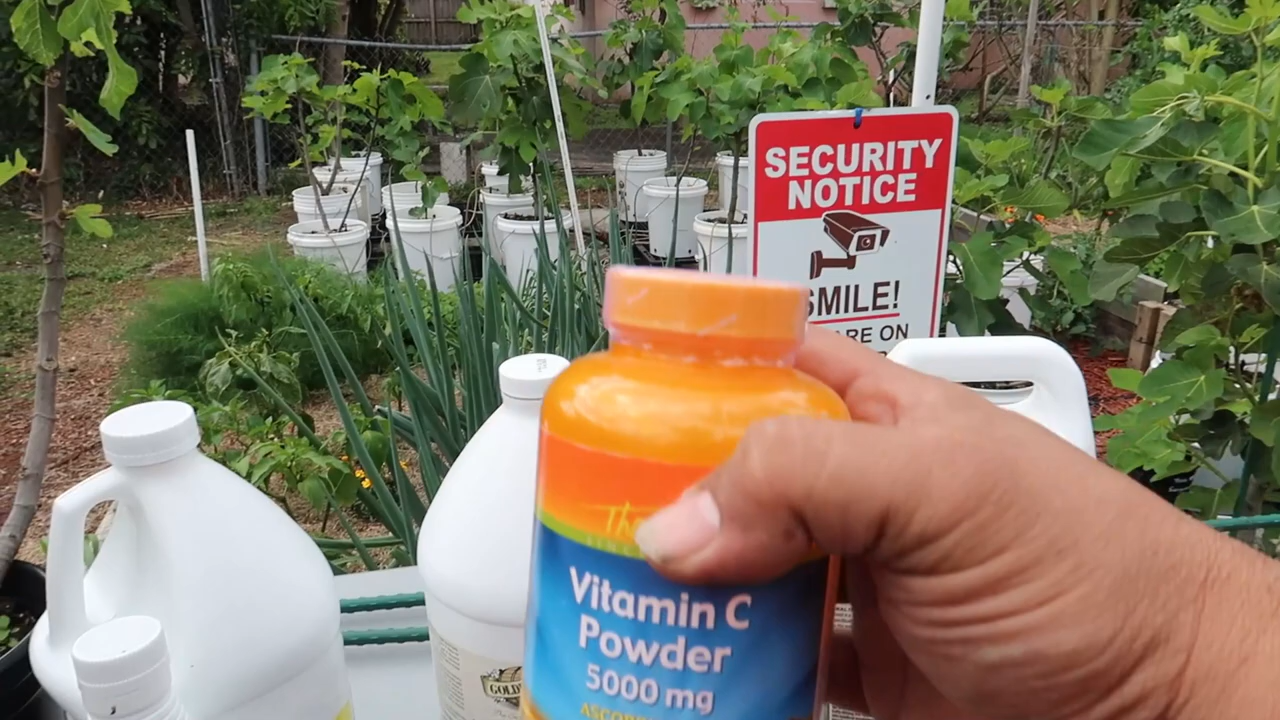 SECURITY
NOTICE
SMILE!
ARE ON
Vitamin C
Powder
5000 mg